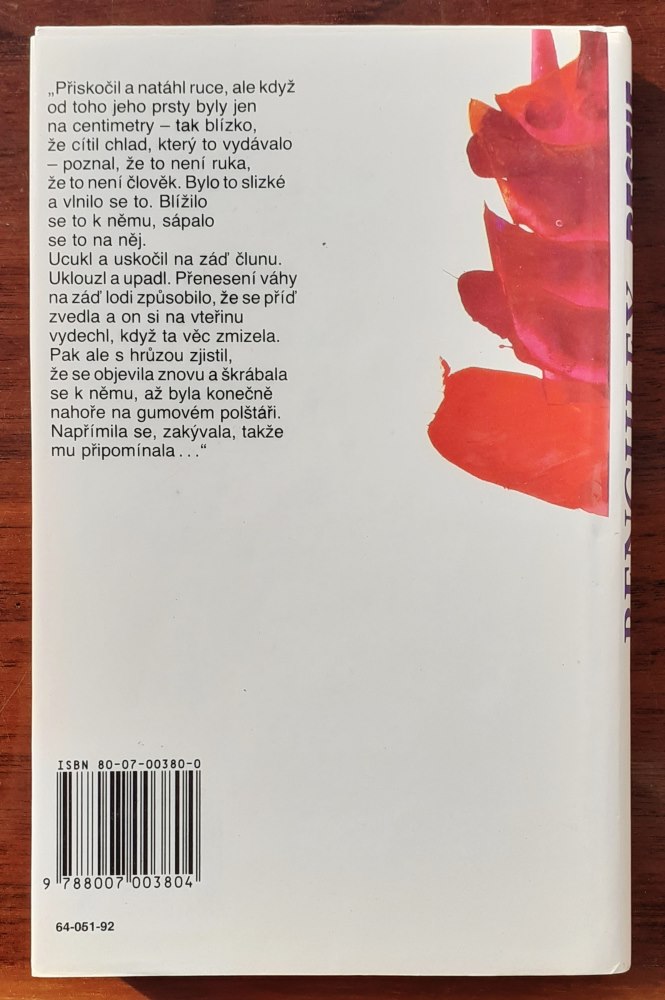 „Přiskočil a natáhl ruce, ale když
od toho jeho prsty byly jen
na centimetry – tak blízko,
že cítil chlad, který to vydávalo
– poznal, že to není ruka,
že to není člověk. Bylo to slizké
a vlnilo se to. Blížilo
se to k němu, sápalo
se to na něj.
Ucukl a uskočil na záď člunu.
Uklouzl a upadl. Přenesení váhy
na záď lodi způsobilo, že se příď
zvedla a on si na vteřinu
vydechl, když ta věc zmizela.
Pak ale s hrůzou zjistil,
že se objevila znovu a škrábala
se k němu, až byla konečně
nahoře na gumovém polštáři.
Napřímila se, zakývala, takže
mu připomínala . . .“
BENCHLEY BESTIE
ISBN 80-07-00380-0
9 788007 003804
64-051-92